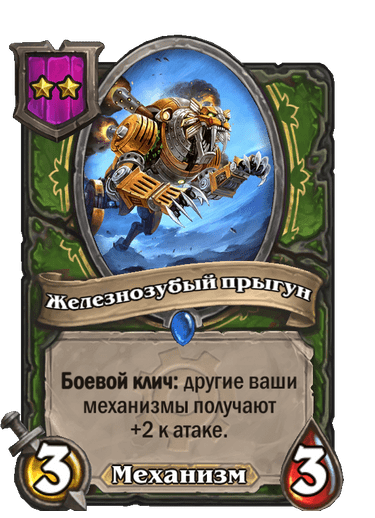 Железнозубый прыгун
Боевой клич: другие ваши
механизмы получают
+2 к атаке.
3
Механизм
3